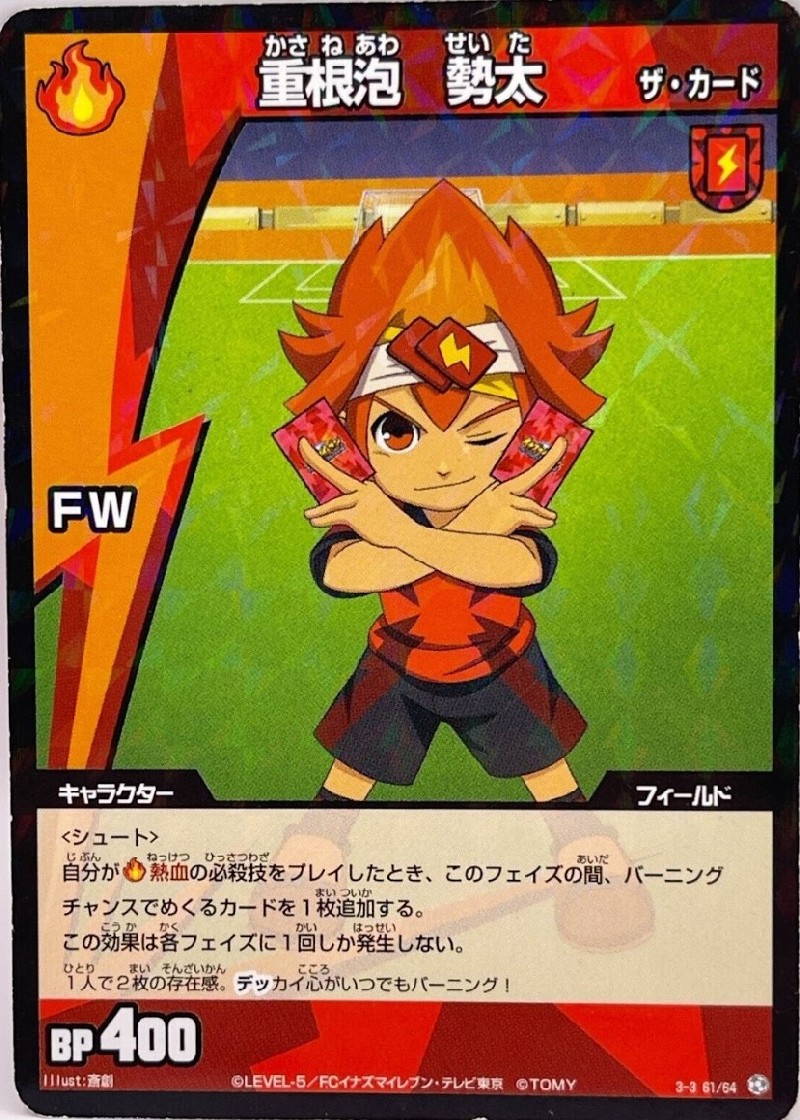 かさねあわ せいた
重根泡 勢太 ザ・カード
FW
キャラクター フィールド
<シュート>
じぶん ねっけつ ひっさつわざ あいだ
自分が熱血の必殺技をプレイしたとき、このフェイズの間、バーニング
まいついか
チャンスでめくるカードを1枚追加する。
こうか かく かい はっせい
この効果は各フェイズに1回しか発生しない。
ひとり まい そんざいかん こころ
1人で2枚の存在感。デッカイ心がいつでもバーニング!
BP 400
Illust:斎創 ©LEVEL-5/FCイナズマイレブン・テレビ東京 ©TOMY 3-3 61/64